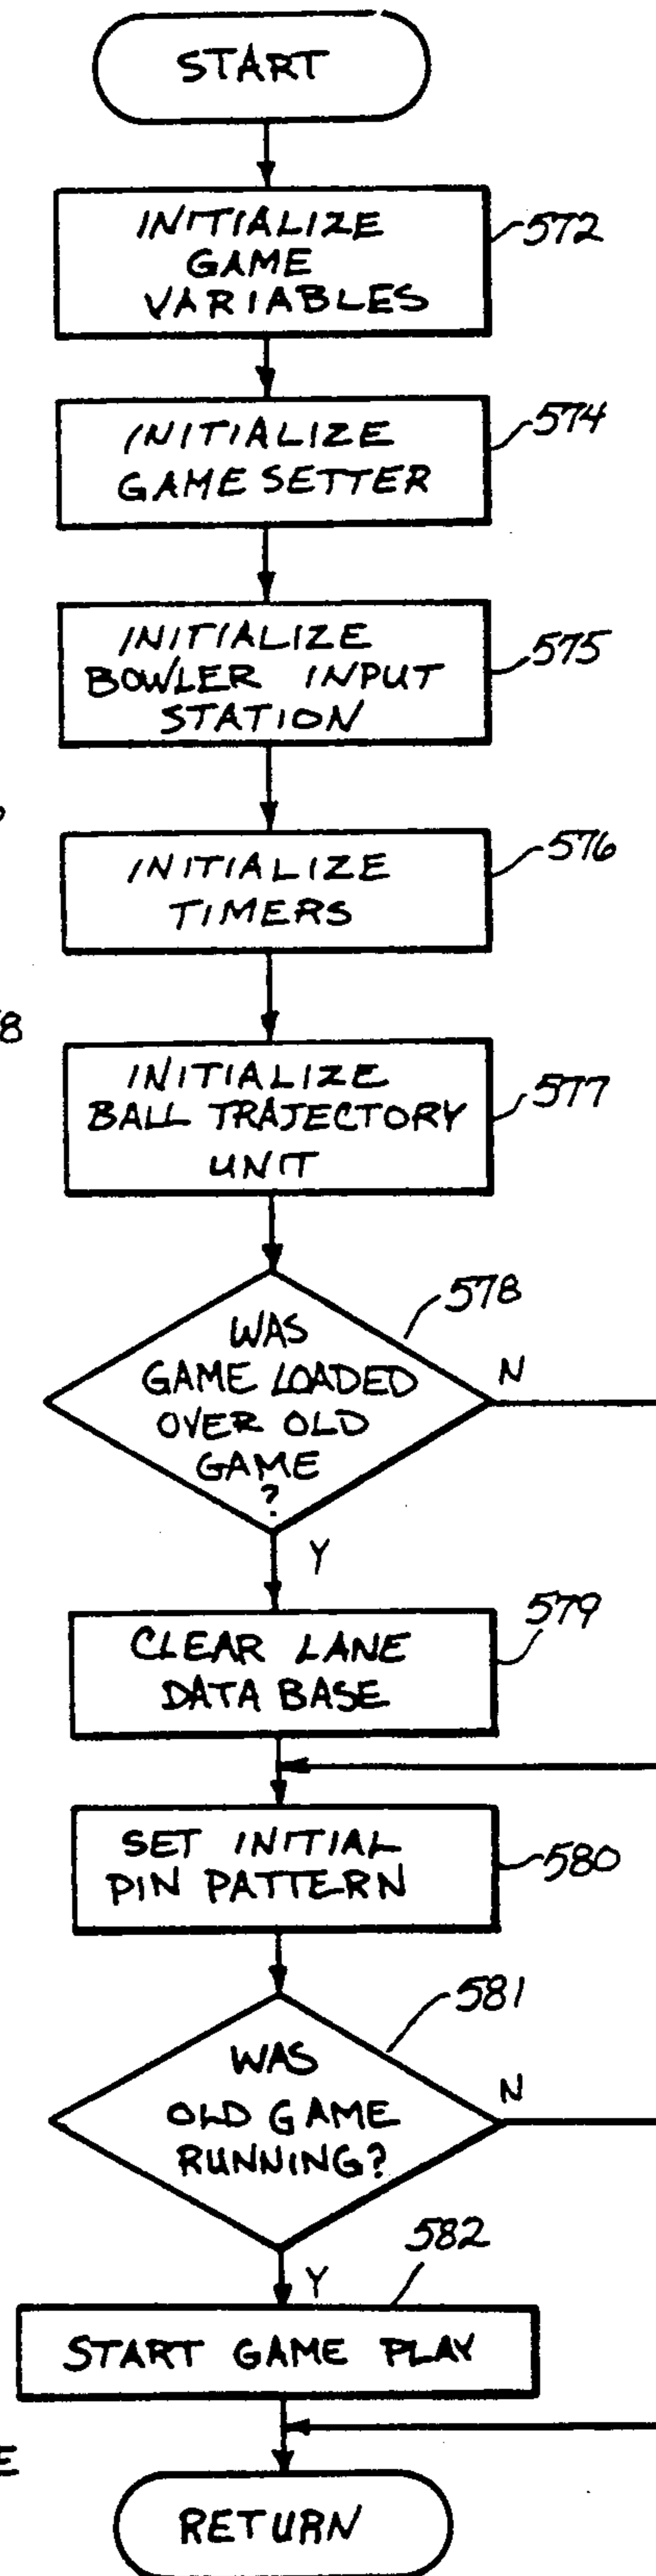 START
INITIALIZE
GAME
VARIABLES
572
INITIALIZE
GAME SETTER
574
INITIALIZE
BOWLER INPUT
STATION
575
INITIALIZE
TIMERS
576
8
INITIALIZE
BALL TRAJECTORY
UNIT
577
578
WAS
GAME LOADED
OVER OLD
GAME
?
N
Y
CLEAR LANE
DATA BASE
579
SET INITIAL
PIN PATTERN
580
581
WAS
OLD GAME
RUNNING?
N
Y
582
START GAME PLAY
E
RETURN